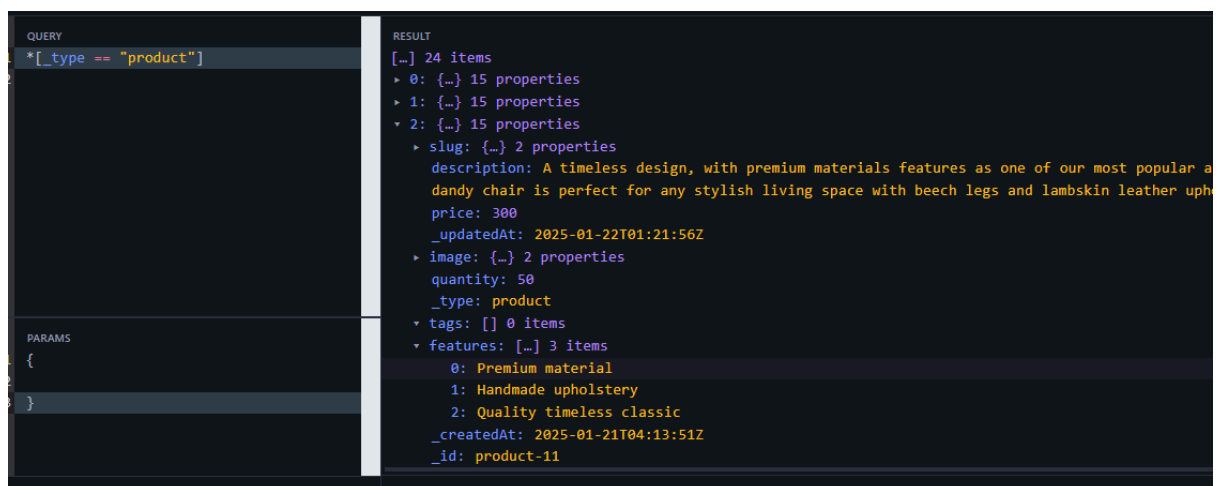 QUERY
1 *[_type == "product"]
2
PARAMS
1 {
2
3 }
RESULT
[…] 24 items
▸ 0: {…} 15 properties
▸ 1: {…} 15 properties
▾ 2: {…} 15 properties
▸ slug: {…} 2 properties
description: A timeless design, with premium materials features as one of our most popular a
dandy chair is perfect for any stylish living space with beech legs and lambskin leather uph
price: 300
_updatedAt: 2025-01-22T01:21:56Z
▸ image: {…} 2 properties
quantity: 50
_type: product
▾ tags: [] 0 items
▾ features: […] 3 items
0: Premium material
1: Handmade upholstery
2: Quality timeless classic
_createdAt: 2025-01-21T04:13:51Z
_id: product-11